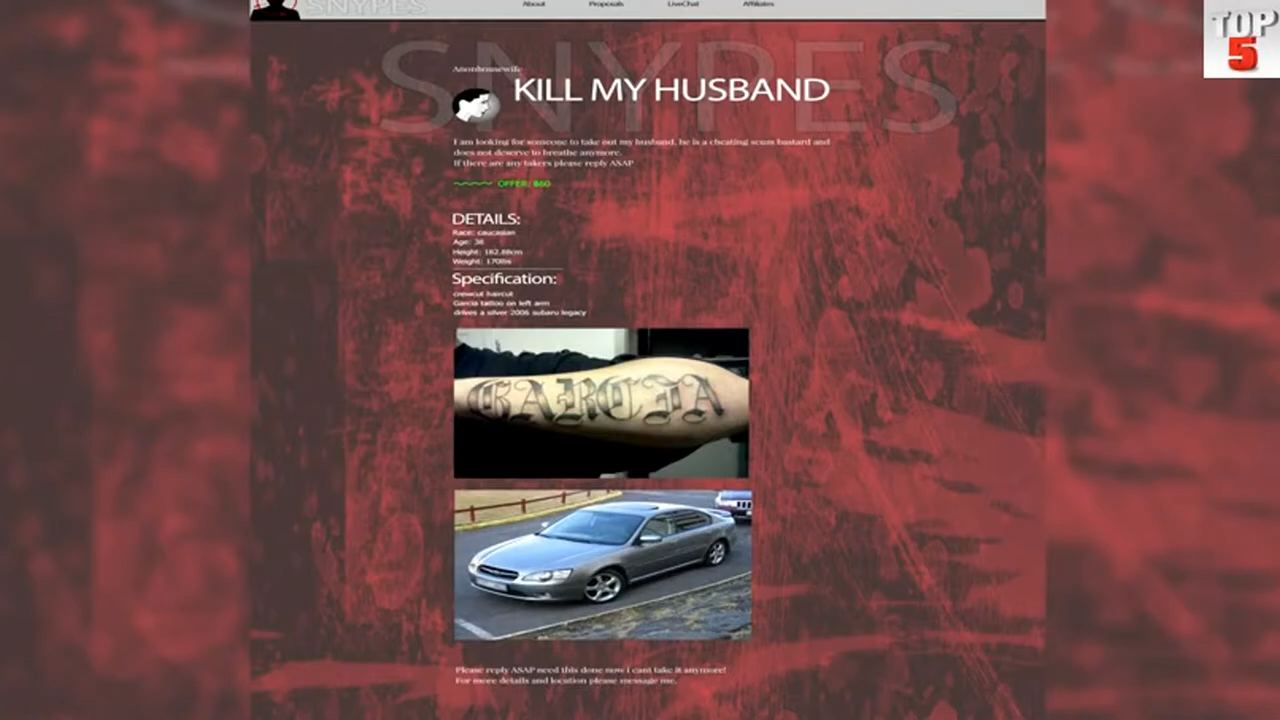 SNYPES
About Proposals LiveChat Affiliates
TOP
5
SNYPES
Anonhousewife
KILL MY HUSBAND
I am looking for someone to take out my husband, he is a cheating scum bastard and
does not deserve to breathe anymore.
If there are any takers please reply ASAP
OFFER: ฿60
DETAILS:
Race: caucasian
Age: 38
Height: 182.88cm
Weight: 170lbs
Specification:
crewcut haircut
Garcia tattoo on left arm
drives a silver 2006 subaru legacy
GARCIA
Please reply ASAP need this done now i cant take it anymore!
For more details and location please message me.